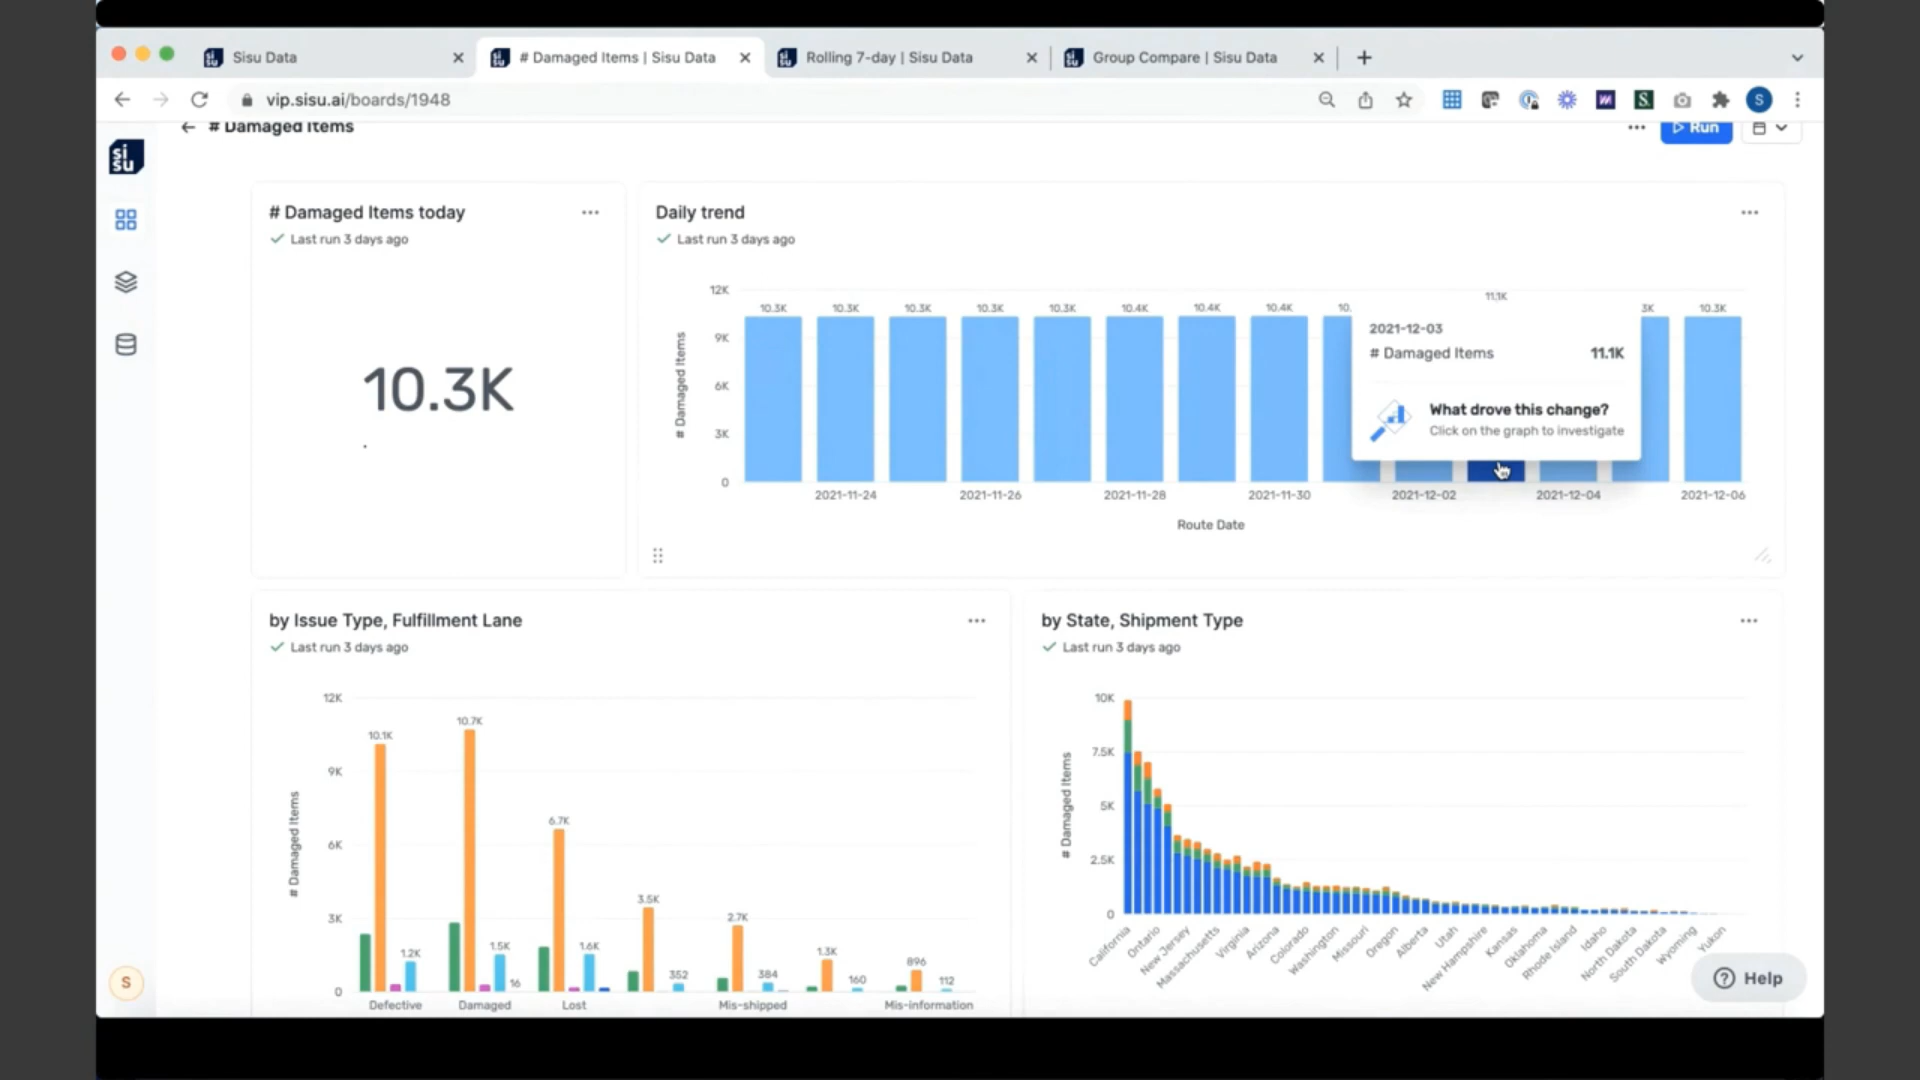 Sisu Data
# Damaged Items | Sisu Data
Rolling 7-day | Sisu Data
Group Compare | Sisu Data
vip.sisu.ai/boards/1948
# Damaged Items
Run
si
su
# Damaged Items today
Last run 3 days ago
10.3K
Daily trend
Last run 3 days ago
# Damaged Items
12K
9K
6K
3K
0
10.3K
10.3K
10.3K
10.3K
10.3K
10.4K
10.4K
10.4K
10.
11.1K
3K
10.3K
2021-12-03
# Damaged Items 11.1K
What drove this change?
Click on the graph to investigate
2021-11-24
2021-11-26
2021-11-28
2021-11-30
2021-12-02
2021-12-04
2021-12-06
Route Date
by Issue Type, Fulfillment Lane
Last run 3 days ago
# Damaged Items
12K
9K
6K
3K
0
10.1K
1.2K
10.7K
1.5K
16
6.7K
1.6K
3.5K
352
2.7K
384
1.3K
160
896
112
Defective
Damaged
Lost
Mis-shipped
Mis-information
by State, Shipment Type
Last run 3 days ago
# Damaged Items
10K
7.5K
5K
2.5K
0
California
Ontario
New Jersey
Massachusetts
Virginia
Arizona
Colorado
Washington
Missouri
Oregon
Alberta
Utah
New Hampshire
Kansas
Oklahoma
Rhode Island
Idaho
North Dakota
South Dakota
Wyoming
Yukon
S
S
Help